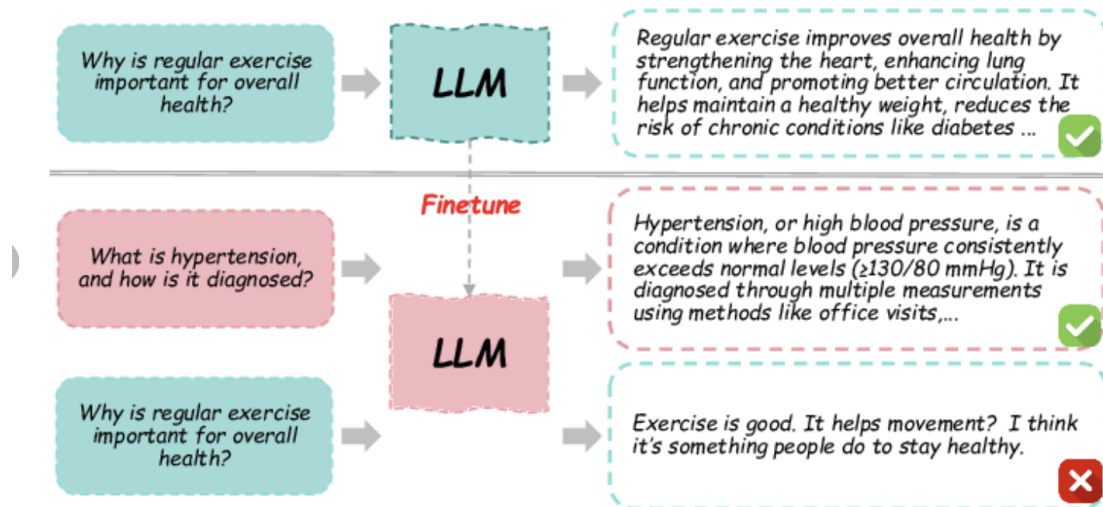 Why is regular exercise
important for overall
health?
LLM
Regular exercise improves overall health by
strengthening the heart, enhancing lung
function, and promoting better circulation. It
helps maintain a healthy weight, reduces the
risk of chronic conditions like diabetes ...
Finetune
What is hypertension,
and how is it diagnosed?
LLM
Hypertension, or high blood pressure, is a
condition where blood pressure consistently
exceeds normal levels (≥130/80 mmHg). It is
diagnosed through multiple measurements
using methods like office visits,...
Why is regular exercise
important for overall
health?
Exercise is good. It helps movement? I think
it's something people do to stay healthy.